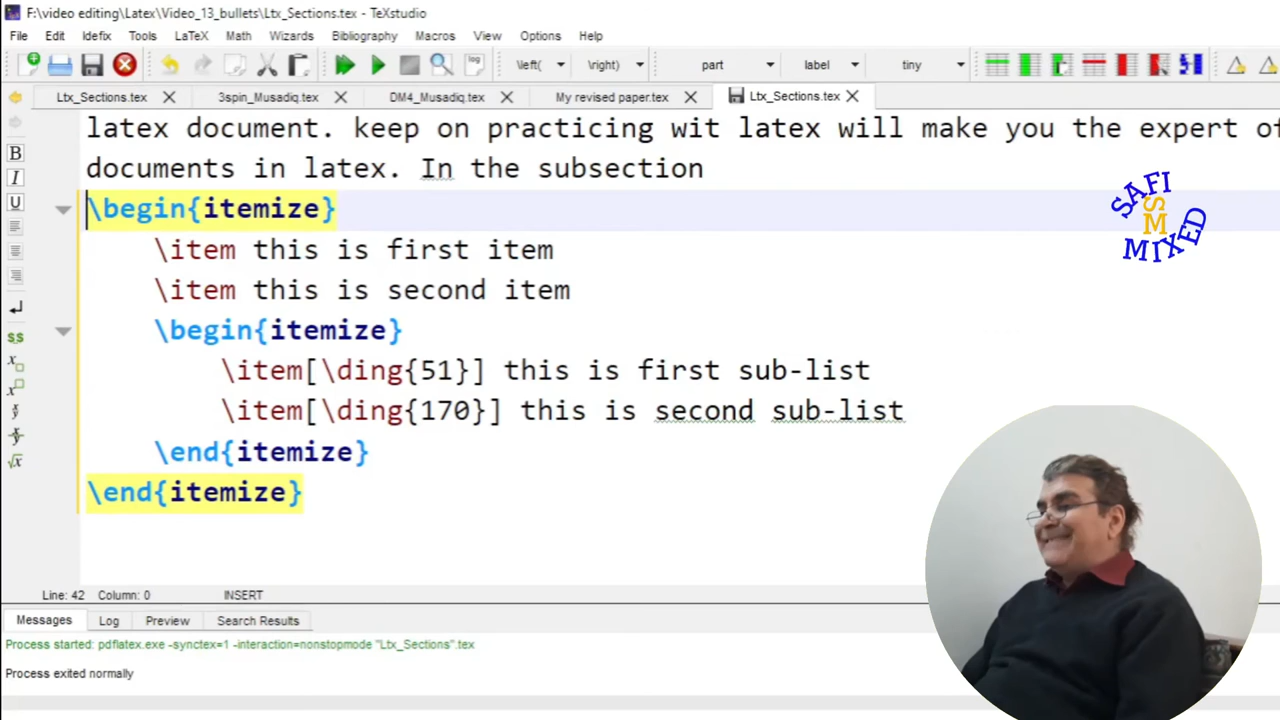 F:\video editing\Latex\Video_13_bullets\Ltx_Sections.tex - TeXstudio
File Edit Idefix Tools LaTeX Math Wizards Bibliography Macros View Options Help
\left( \right) part label tiny
Ltx_Sections.tex 3spin_Musadiq.tex DM4_Musadiq.tex My revised paper.tex Ltx_Sections.tex
latex document. keep on practicing wit latex will make you the expert of
documents in latex. In the subsection
\begin{itemize}
\item this is first item
\item this is second item
\begin{itemize}
\item[\ding{51}] this is first sub-list
\item[\ding{170}] this is second sub-list
\end{itemize}
\end{itemize}
SAFI
SM
MIXED
Line: 42 Column: 0 INSERT
Messages Log Preview Search Results
Process started: pdflatex.exe -synctex=1 -interaction=nonstopmode "Ltx_Sections".tex
Process exited normally